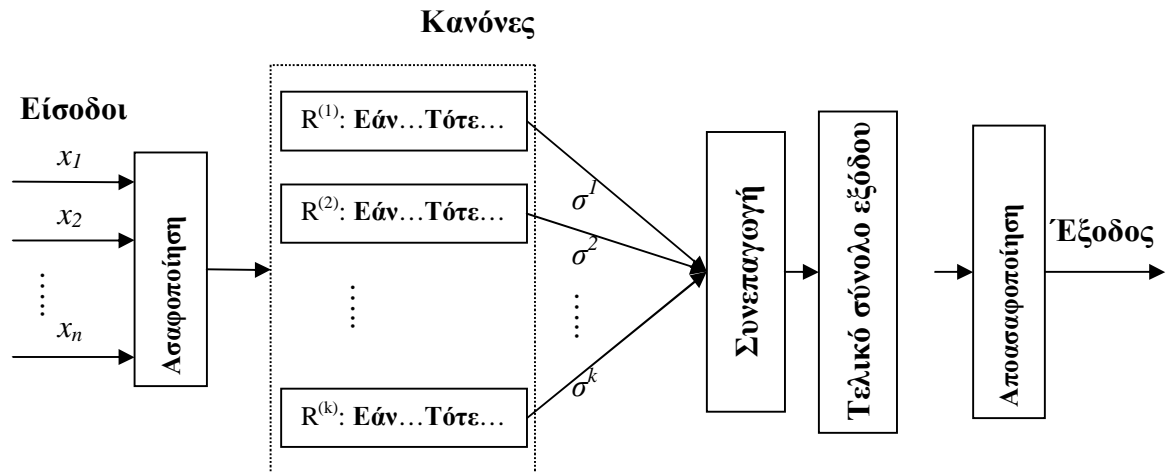 Κανόνες
Είσοδοι
x1
x2
......
xn
Ασαφοποίηση
R(1): Εάν…Τότε…
R(2): Εάν…Τότε…
......
R(k): Εάν…Τότε…
σ1
σ2
......
σk
Συνεπαγωγή
Τελικό σύνολο εξόδου
Αποασαφοποίηση
Έξοδος